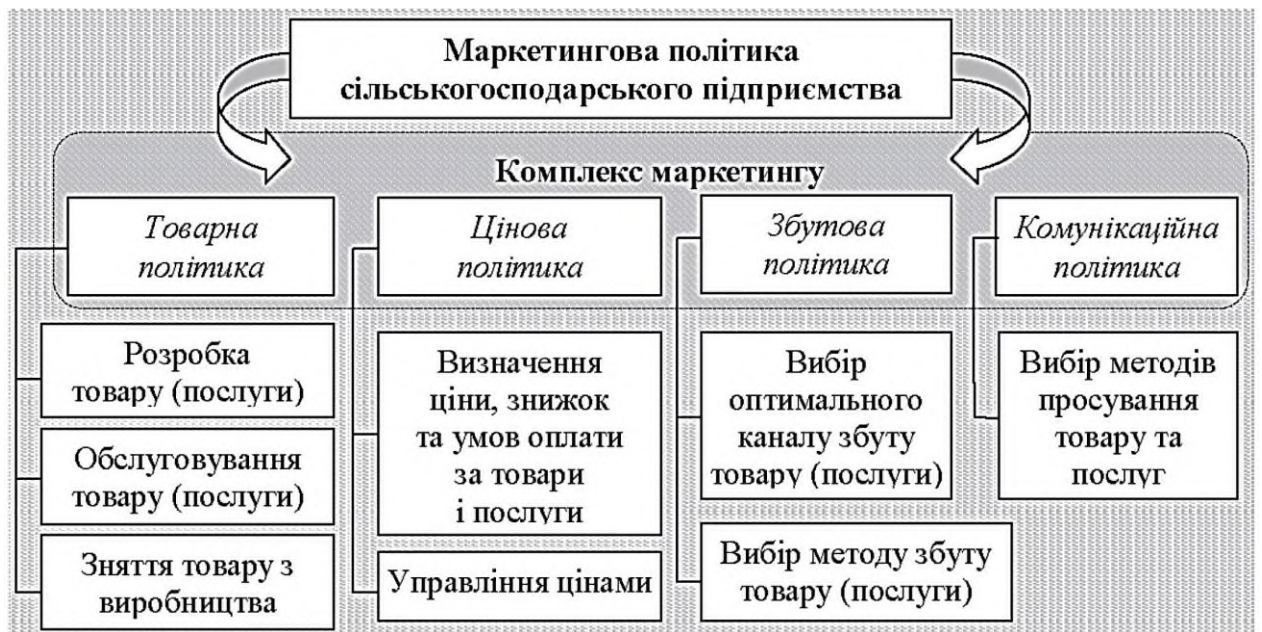 Маркетингова політика
сільськогосподарського підприємства
Комплекс маркетингу
Товарна
політика
Цінова
політика
Збутова
політика
Комунікаційна
політика
Розробка
товару (послуги)
Обслуговування
товару (послуги)
Зняття товару з
виробництва
Визначення
ціни, знижок
та умов оплати
за товари
і послуги
Управління цінами
Вибір
оптимального
каналу збуту
товару (послуги)
Вибір методу збуту
товару (послуги)
Вибір методів
просування
товару та
послуг